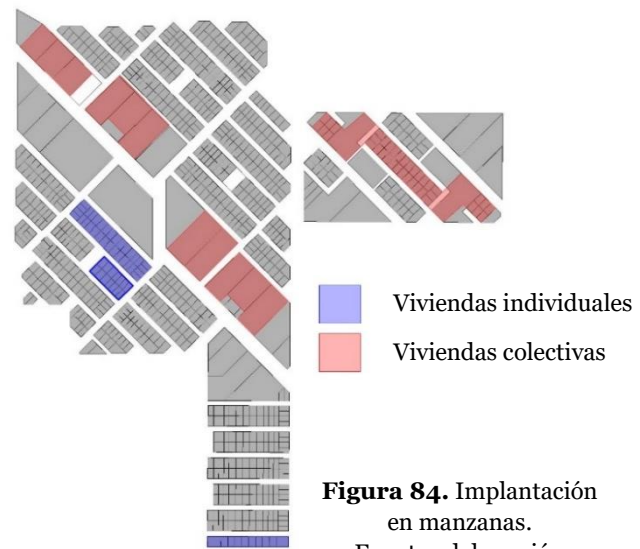 Viviendas individuales
Viviendas colectivas
Figura 84. Implantación
en manzanas.